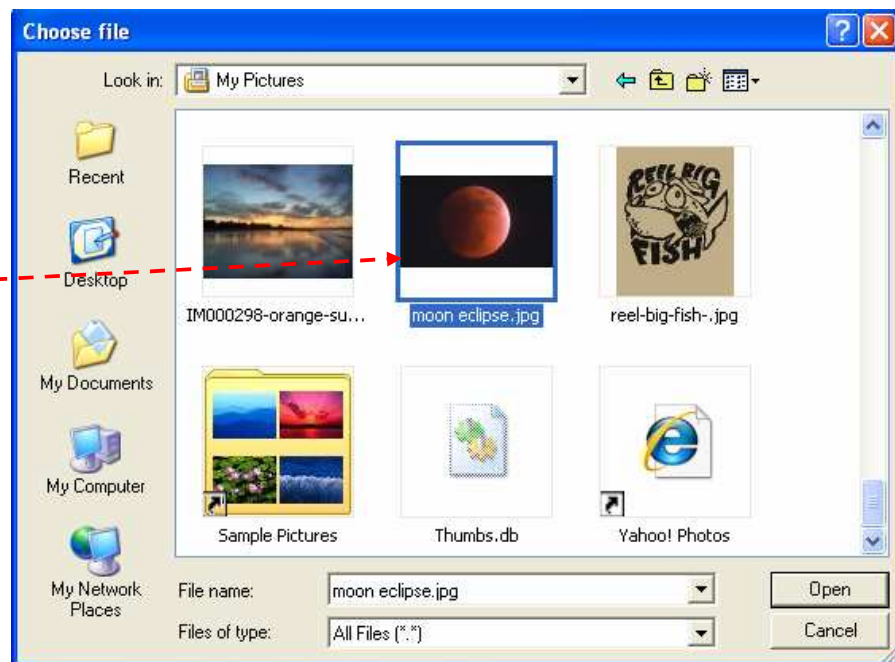 Choose file
Look in: My Pictures
Recent
Desktop
My Documents
My Computer
My Network
Places
REEL BIG
FISH
IM000298-orange-su...
moon eclipse.jpg
reel-big-fish-.jpg
Sample Pictures
Thumbs.db
Yahoo! Photos
File name: moon eclipse.jpg Open
Files of type: All Files (*.*) Cancel